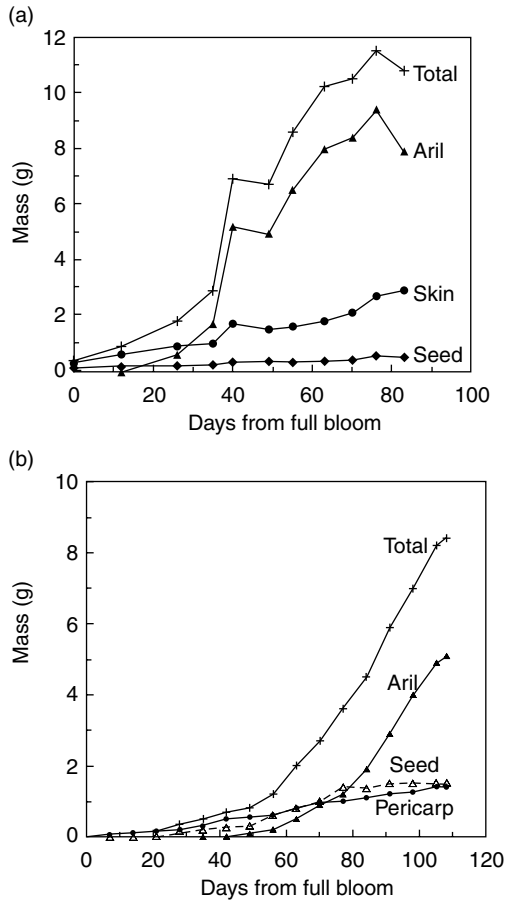 (a)
12
10
8
6
4
2
0
Mass (g)
Total
Aril
Skin
Seed
0
20
40
60
80
100
Days from full bloom
(b)
10
8
6
4
2
0
Mass (g)
Total
Aril
Seed
Pericarp
0
20
40
60
80
100
120
Days from full bloom